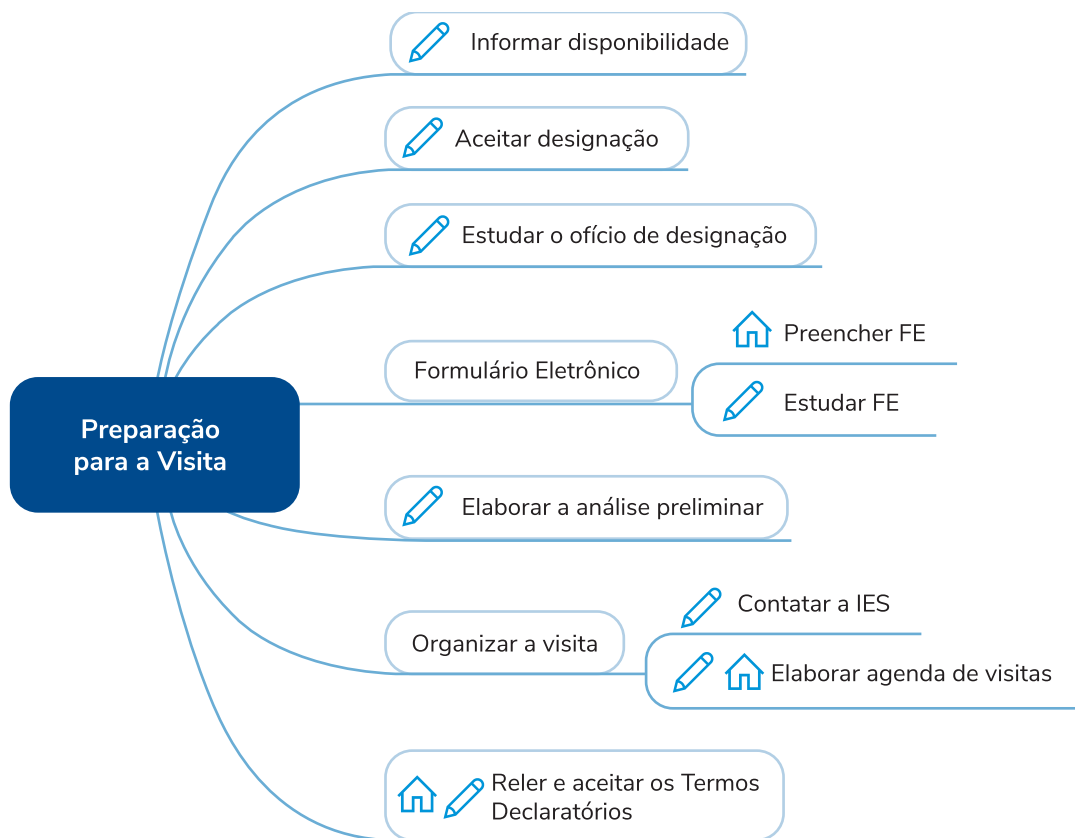 Informar disponibilidade
Aceitar designação
Estudar o ofício de designação
Preencher FE
Formulário Eletrônico
Estudar FE
Preparação
para a Visita
Elaborar a análise preliminar
Contatar a IES
Organizar a visita
Elaborar agenda de visitas
Reler e aceitar os Termos
Declaratórios